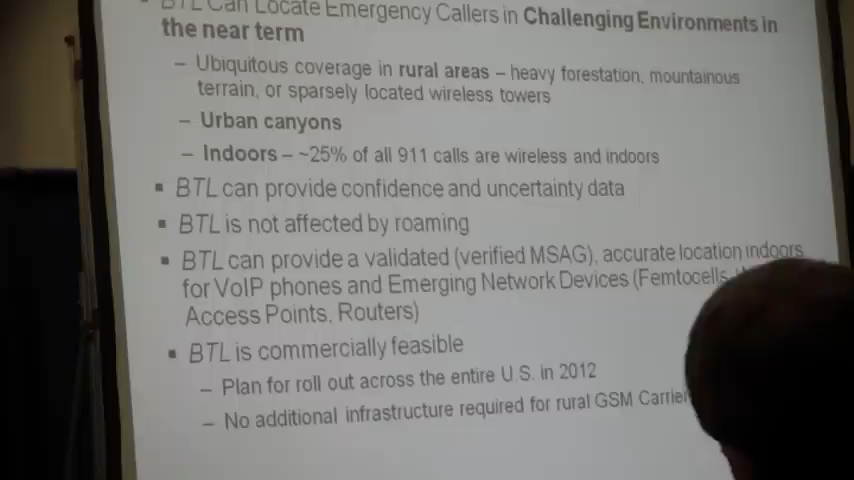 BTL Can Locate Emergency Callers in Challenging Environments in
the near term
– Ubiquitous coverage in rural areas – heavy forestation, mountainous
terrain, or sparsely located wireless towers
– Urban canyons
– Indoors – ~25% of all 911 calls are wireless and indoors
▪ BTL can provide confidence and uncertainty data
▪ BTL is not affected by roaming
▪ BTL can provide a validated (verified MSAG), accurate location indoors
for VoIP phones and Emerging Network Devices (Femtocells,
Access Points, Routers)
▪ BTL is commercially feasible
– Plan for roll out across the entire U.S. in 2012
– No additional infrastructure required for rural GSM